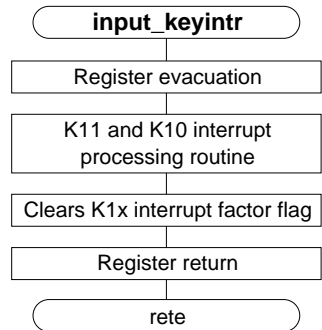 input_keyintr
Register evacuation
K11 and K10 interrupt
processing routine
Clears K1x interrupt factor flag
Register return
rete